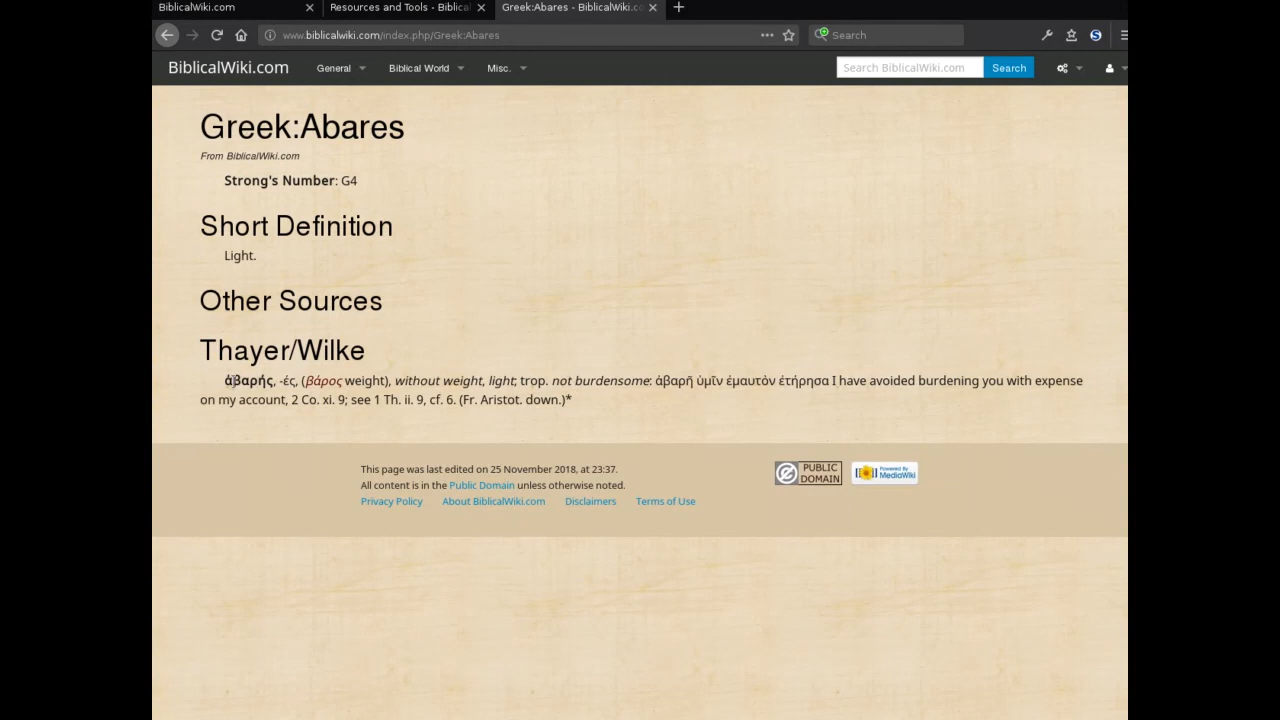 BiblicalWiki.com
Resources and Tools - Biblical
Greek:Abares - BiblicalWiki.co
www.biblicalwiki.com/index.php/Greek:Abares
Search
BiblicalWiki.com
General
Biblical World
Misc.
Search BiblicalWiki.com
Search
Greek:Abares
From BiblicalWiki.com
Strong's Number: G4
Short Definition
Light.
Other Sources
Thayer/Wilke
ἀβαρής, -ές, (βάρος weight), without weight, light; trop. not burdensome: ἀβαρῆ ὑμῖν ἐμαυτὸν ἐτήρησα I have avoided burdening you with expense
on my account, 2 Co. xi. 9; see 1 Th. ii. 9, cf. 6. (Fr. Aristot. down.)*
This page was last edited on 25 November 2018, at 23:37.
All content is in the Public Domain unless otherwise noted.
Privacy Policy About BiblicalWiki.com Disclaimers Terms of Use
PUBLIC
DOMAIN
Powered By
MediaWiki